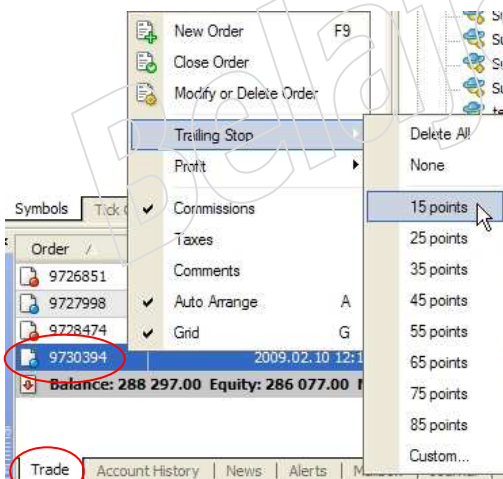 New Order F9
Close Order
Modify or Delete Order
Trailing Stop
Profit
Commissions
Taxes
Comments
Auto Arrange A
Grid G
Delete All
None
15 points
25 points
35 points
45 points
55 points
65 points
75 points
85 points
Custom...
Symbols
Order /
9726851
9727998
9728474
9730394 2009.02.10 12:1
Balance: 288 297.00 Equity: 286 077.00
Trade Account History | News | Alerts |
Belaj